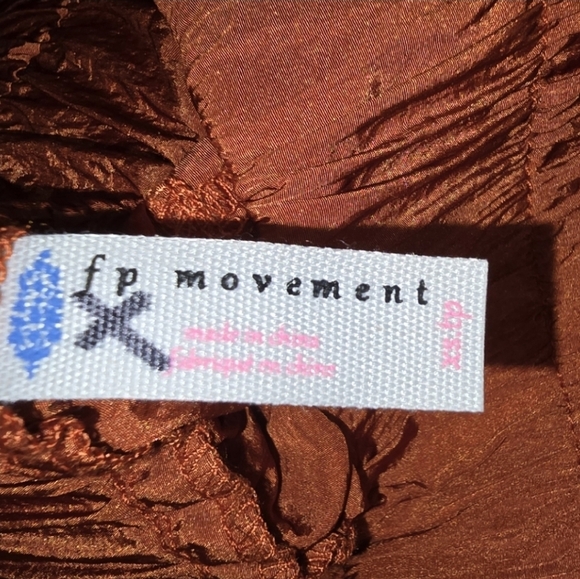 fp movement
made in china
fabriqué en chine